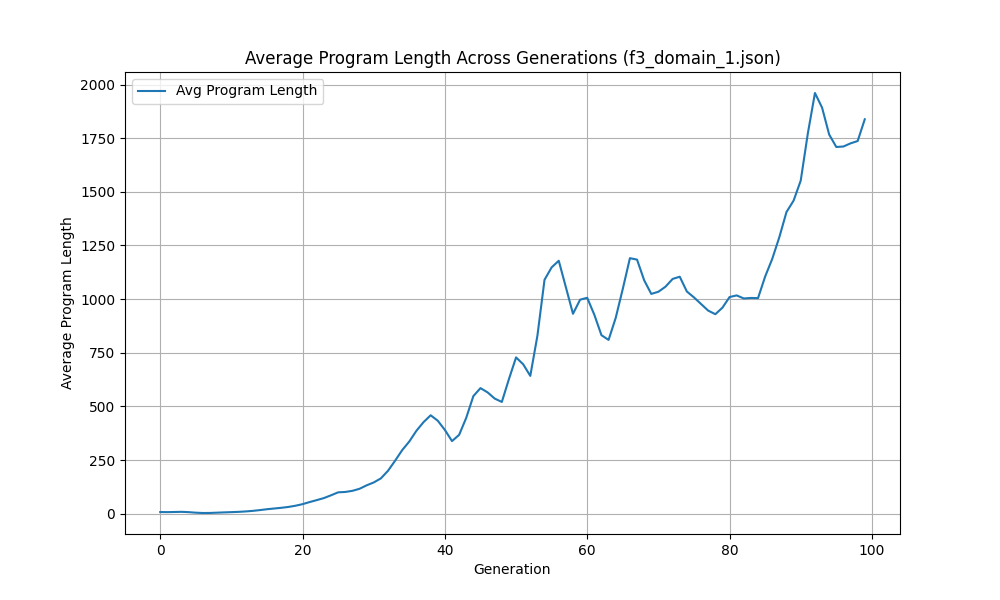 Average Program Length Across Generations (f3_domain_1.json)
Avg Program Length
2000
1750
1500
1250
1000
750
500
250
0
Average Program Length
0 20 40 60 80 100
Generation